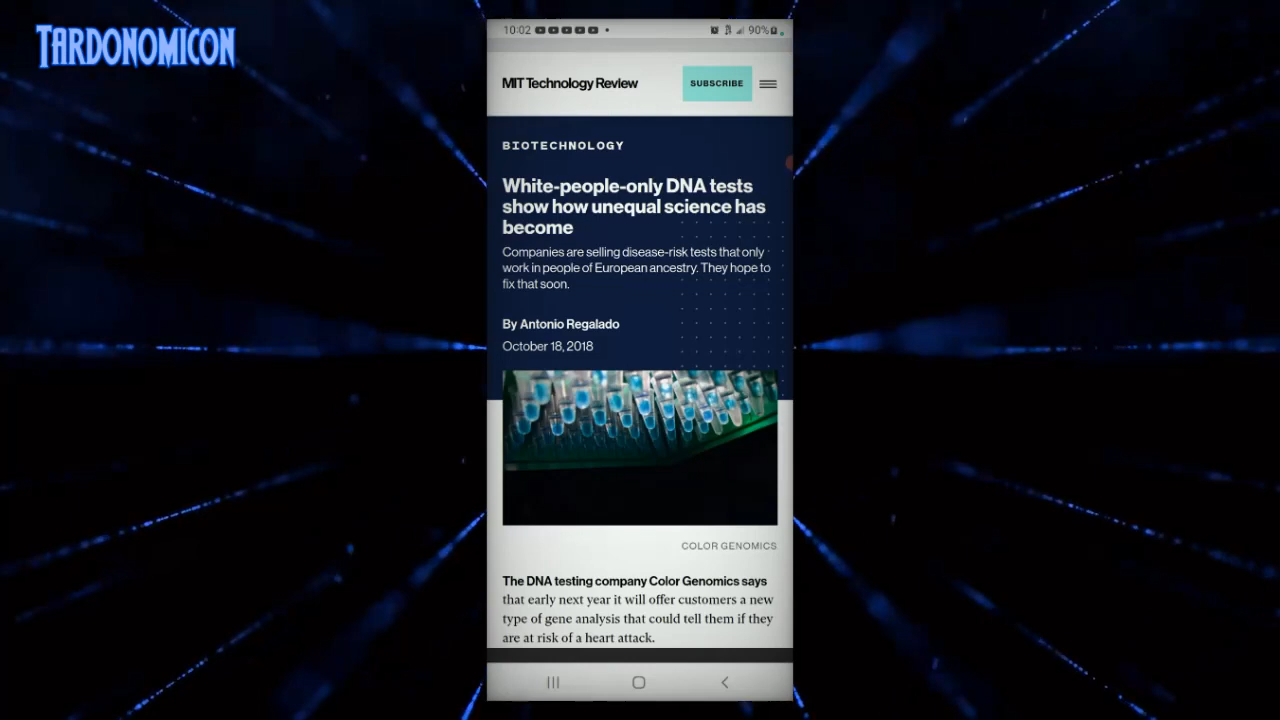 TARDONOMICON
10:02
90%
MIT Technology Review
SUBSCRIBE
BIOTECHNOLOGY
White-people-only DNA tests
show how unequal science has
become
Companies are selling disease-risk tests that only
work in people of European ancestry. They hope to
fix that soon.
By Antonio Regalado
October 18, 2018
COLOR GENOMICS
The DNA testing company Color Genomics says
that early next year it will offer customers a new
type of gene analysis that could tell them if they
are at risk of a heart attack.